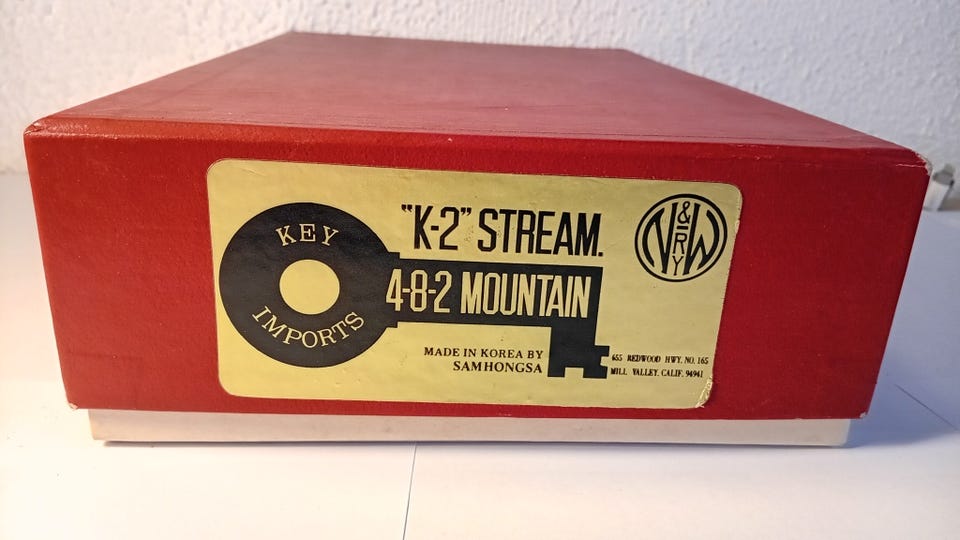 KEY
IMPORTS
"K-2" STREAM.
4-8-2 MOUNTAIN
MADE IN KOREA BY
SAMHONGSA
N&W
RY
655 REDWOOD HWY. NO. 165
MILL VALLEY. CALIF. 94941